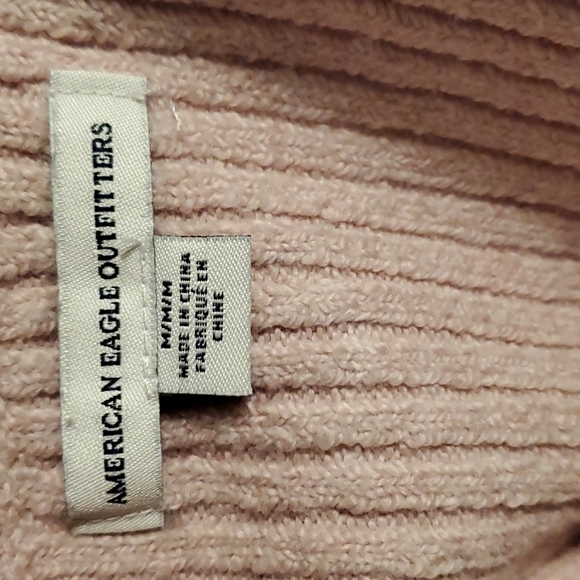 AMERICAN EAGLE OUTFITTERS
M/M/M
MADE IN CHINA
FABRIQUÉ EN
CHINE